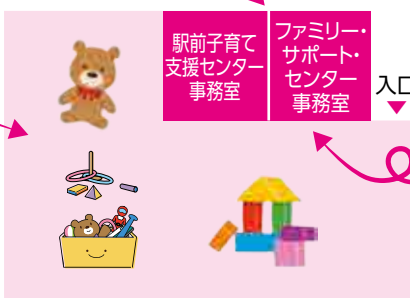 駅前子育て
支援センター
事務室
ファミリー・
サポート・
センター
事務室
入口